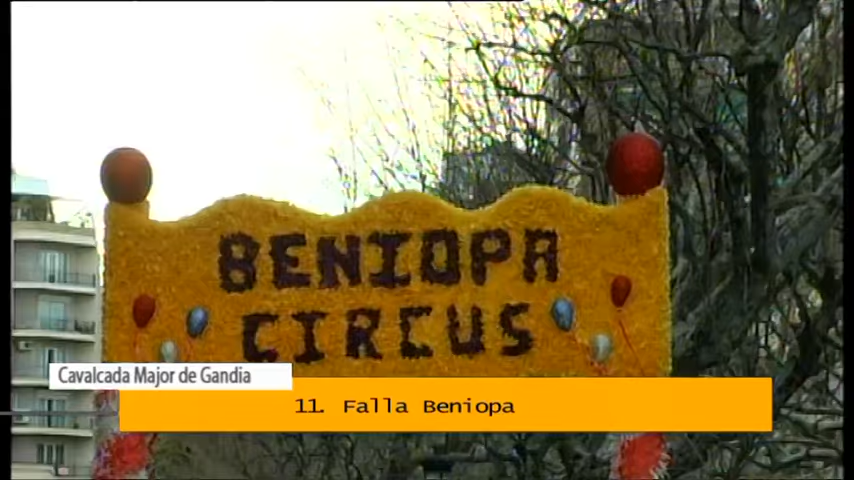 BENIOPA
CIRCUS
Cavalcada Major de Gandia
11. Falla Beniopa